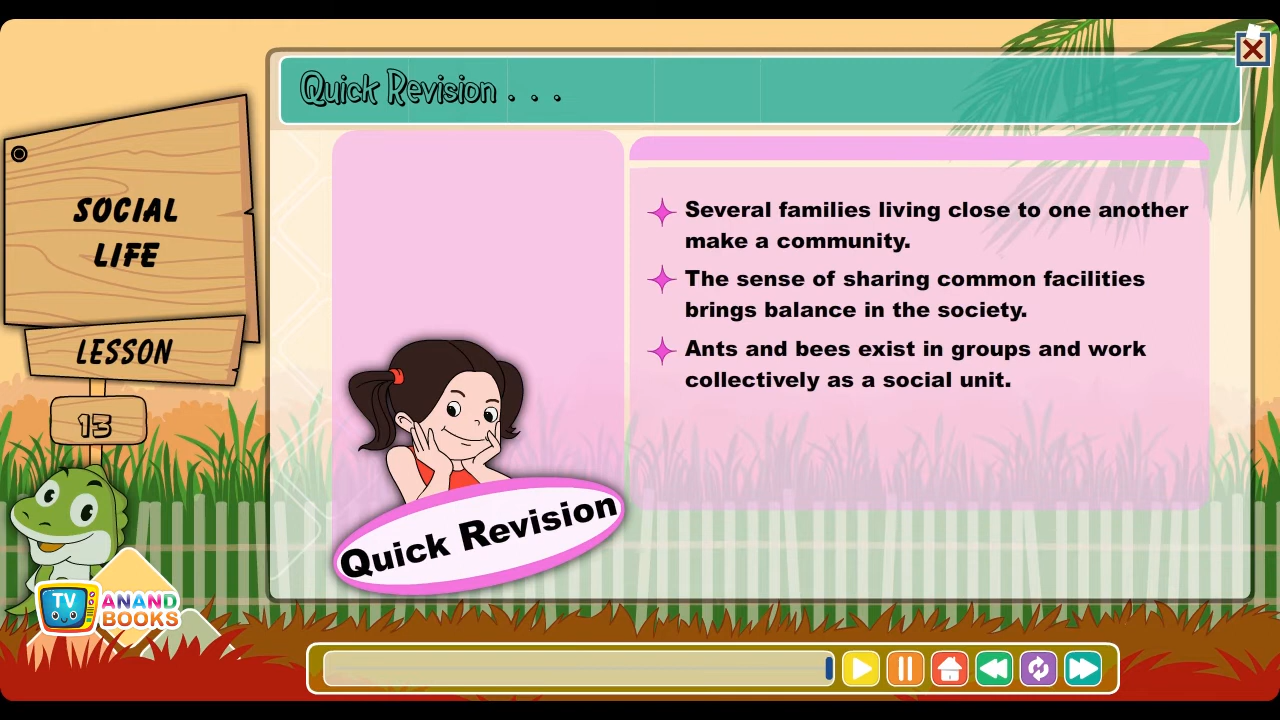 Quick Revision . . .
SOCIAL
LIFE
LESSON
13
Several families living close to one another
make a community.
The sense of sharing common facilities
brings balance in the society.
Ants and bees exist in groups and work
collectively as a social unit.
Quick Revision
TV
ANAND
BOOKS